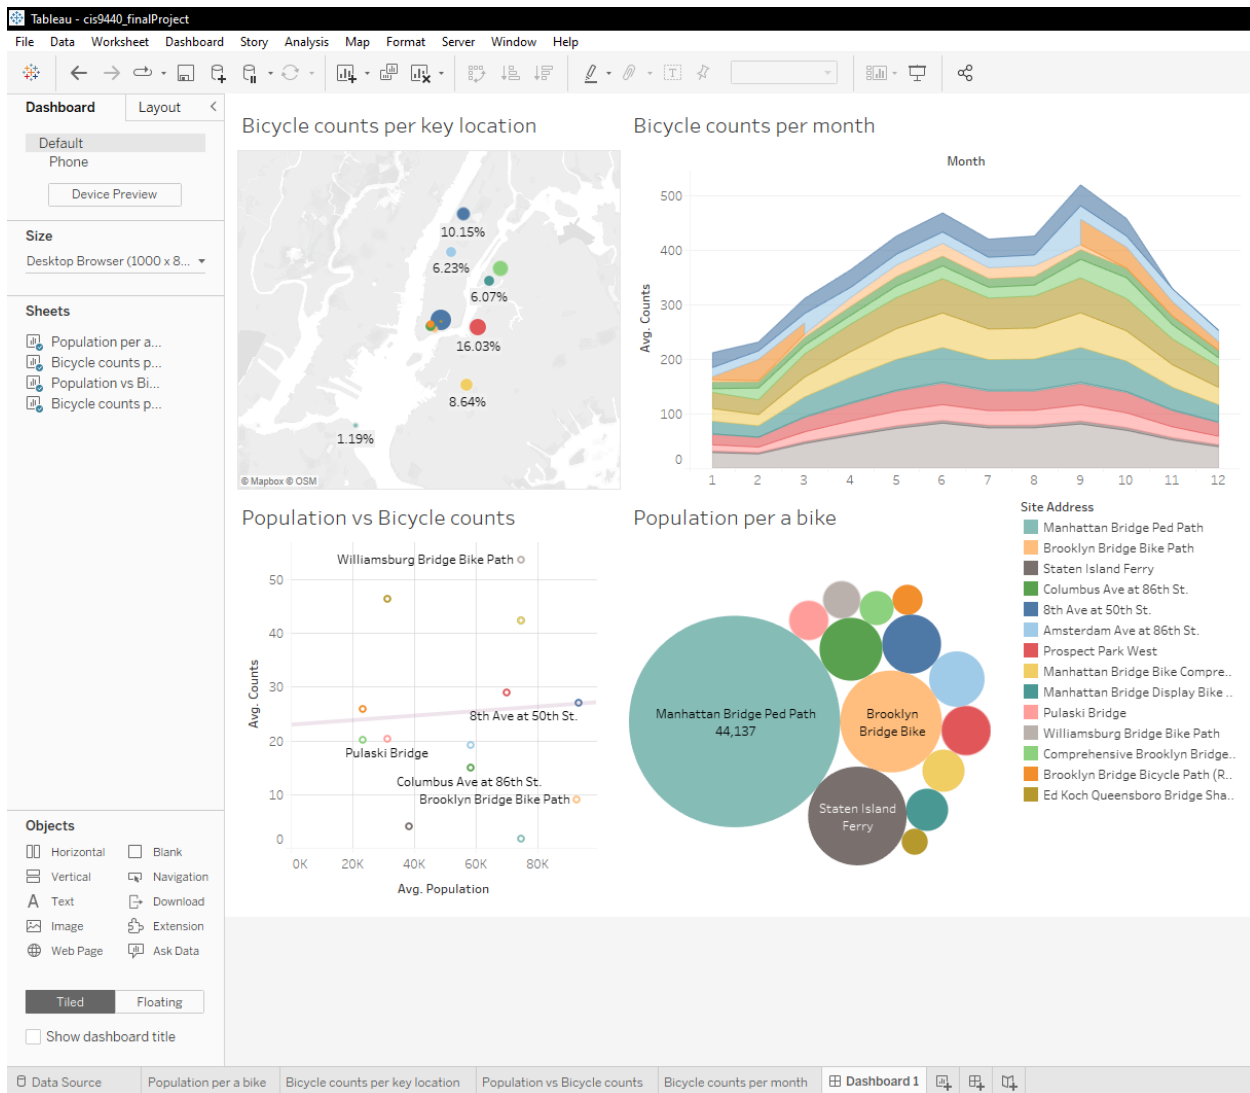 Tableau - cis9440_finalProject
File Data Worksheet Dashboard Story Analysis Map Format Server Window Help
Dashboard
Layout
Default
Phone
Device Preview
Size
Desktop Browser (1000 x 8...
Sheets
Population per a...
Bicycle counts p...
Population vs Bi...
Bicycle counts p...
Objects
Horizontal
Blank
Vertical
Navigation
Text
Download
Image
Extension
Web Page
Ask Data
Tiled
Floating
Show dashboard title
Bicycle counts per key location
10.15%
6.23%
6.07%
16.03%
8.64%
1.19%
© Mapbox © OSM
Bicycle counts per month
Month
Avg. Counts
500
400
300
200
100
0
1 2 3 4 5 6 7 8 9 10 11 12
Population vs Bicycle counts
Avg. Counts
50
40
30
20
10
0
Williamsburg Bridge Bike Path
8th Ave at 50th St.
Pulaski Bridge
Columbus Ave at 86th St.
Brooklyn Bridge Bike Path
0K 20K 40K 60K 80K
Avg. Population
Population per a bike
Manhattan Bridge Ped Path
44,137
Brooklyn
Bridge Bike
Staten Island
Ferry
Site Address
Manhattan Bridge Ped Path
Brooklyn Bridge Bike Path
Staten Island Ferry
Columbus Ave at 86th St.
8th Ave at 50th St.
Amsterdam Ave at 86th St.
Prospect Park West
Manhattan Bridge Bike Compre..
Manhattan Bridge Display Bike ..
Pulaski Bridge
Williamsburg Bridge Bike Path
Comprehensive Brooklyn Bridge..
Brooklyn Bridge Bicycle Path (R..
Ed Koch Queensboro Bridge Sha..
Data Source
Population per a bike
Bicycle counts per key location
Population vs Bicycle counts
Bicycle counts per month
Dashboard 1